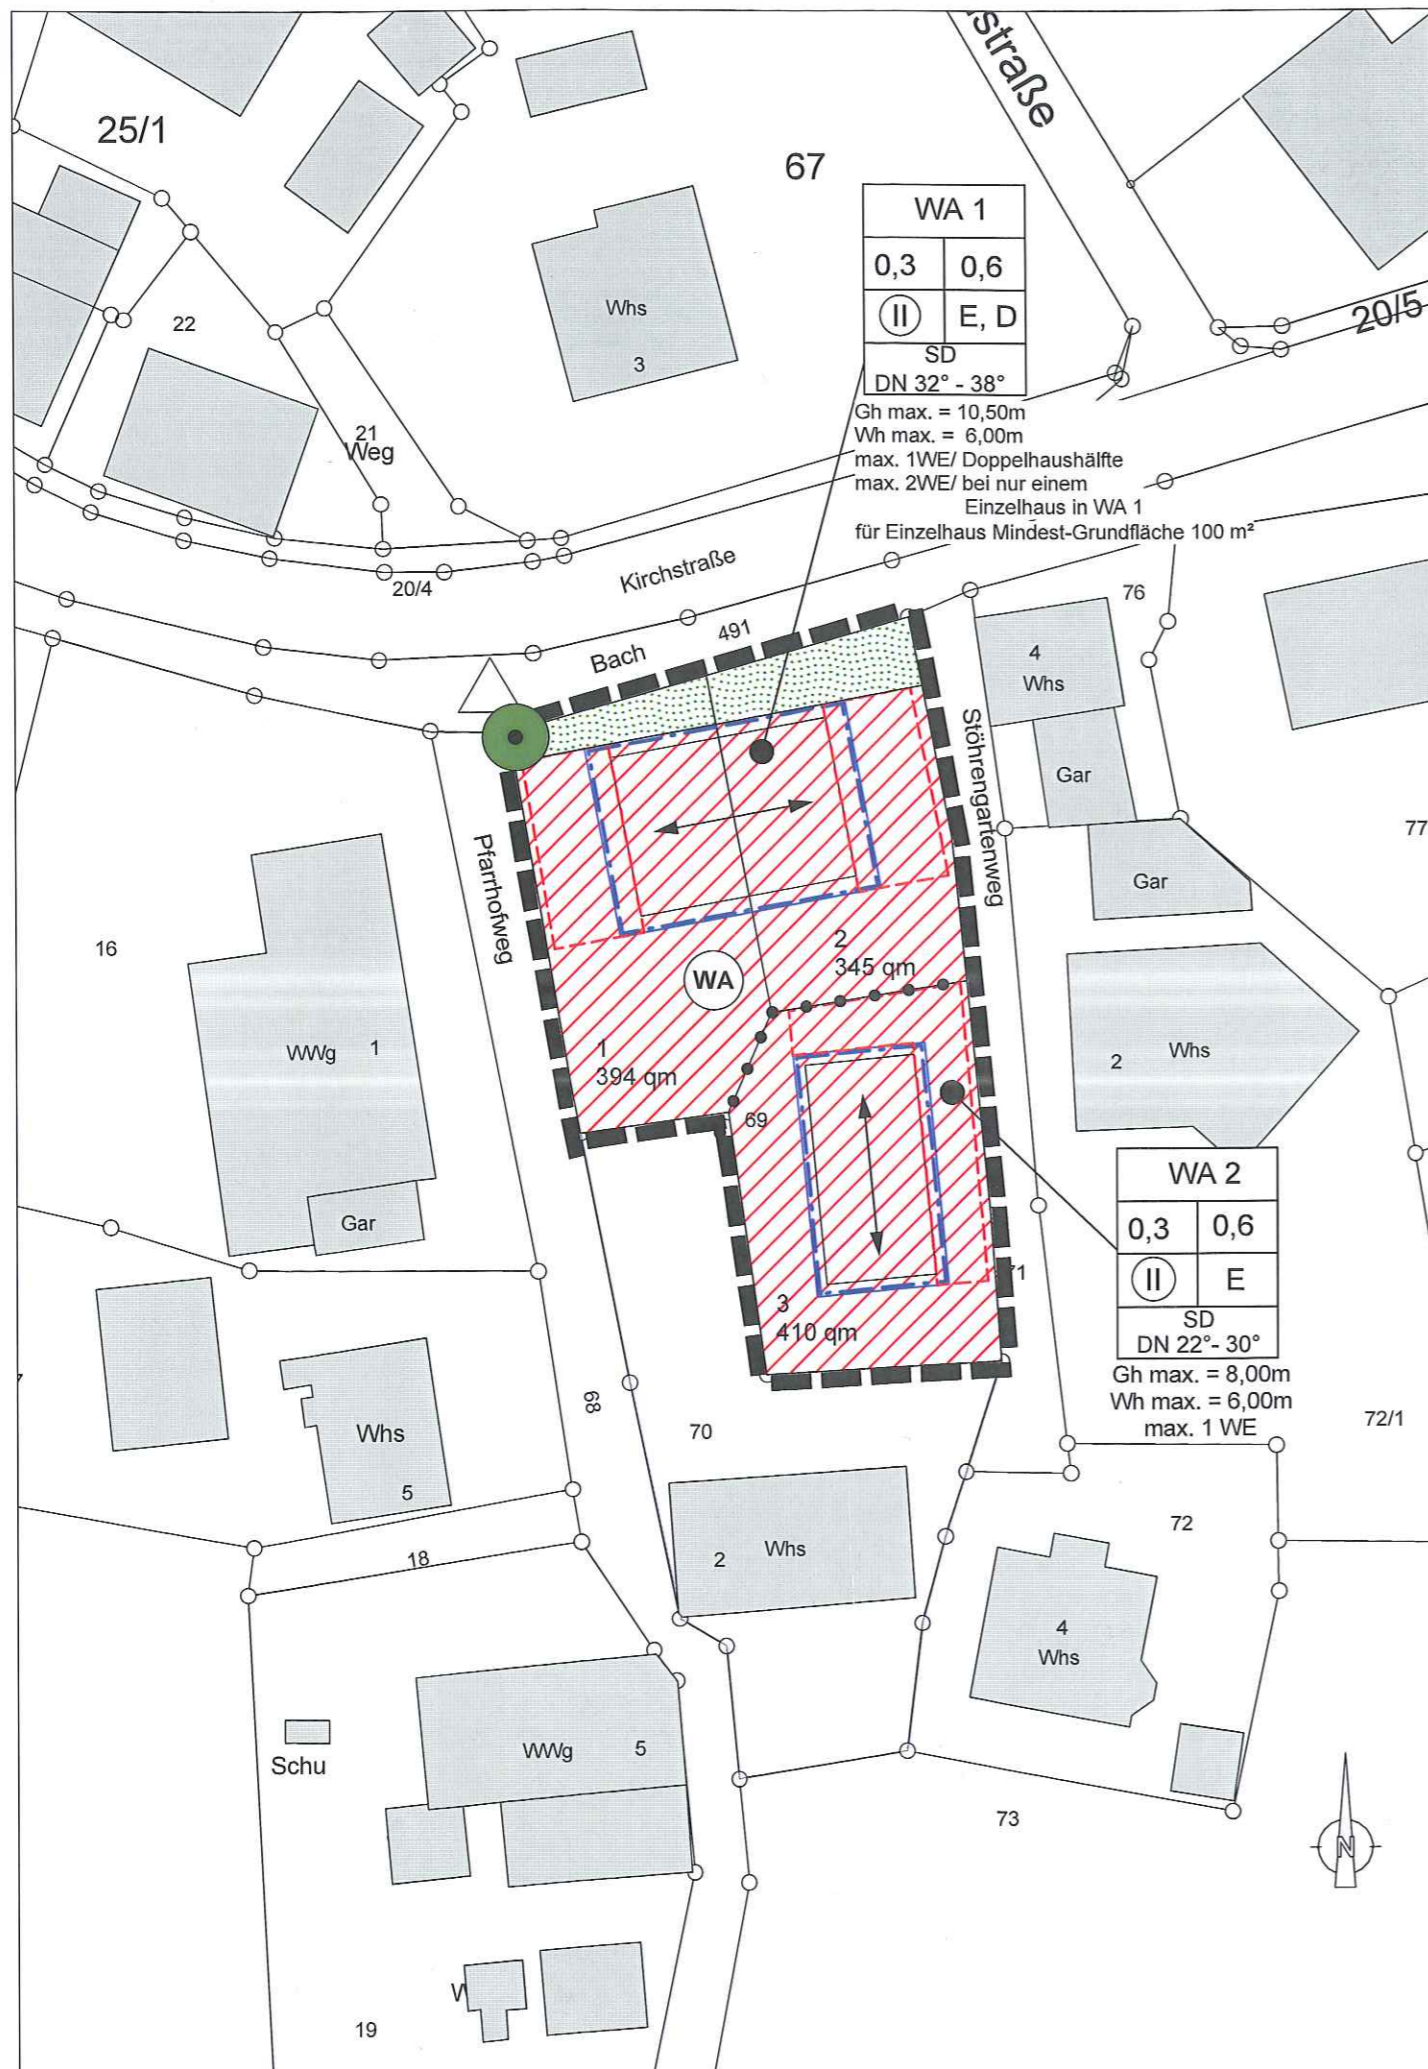 straße
25/1
67
WA 1
0,3 0,6
II E, D
SD
DN 32° - 38°
20/5
22
Whs
3
Gh max. = 10,50m
Wh max. = 6,00m
max. 1WE/ Doppelhaushälfte
max. 2WE/ bei nur einem
Einzelhaus in WA 1
für Einzelhaus Mindest-Grundfläche 100 m²
21
Weg
20/4
Kirchstraße
76
491
Bach
4
Whs
Stöhrengartenweg
Gar
77
Pfarrhofweg
Gar
16
2
345 qm
WA
WWg 1
1
394 qm
2 Whs
69
WA 2
0,3 0,6
II E
SD
DN 22°- 30°
Gh max. = 8,00m
Wh max. = 6,00m
max. 1 WE
Gar
71
3
410 qm
68
70
72/1
Whs
5
72
18
2 Whs
4
Whs
WWg 5
Schu
73
N
W
19